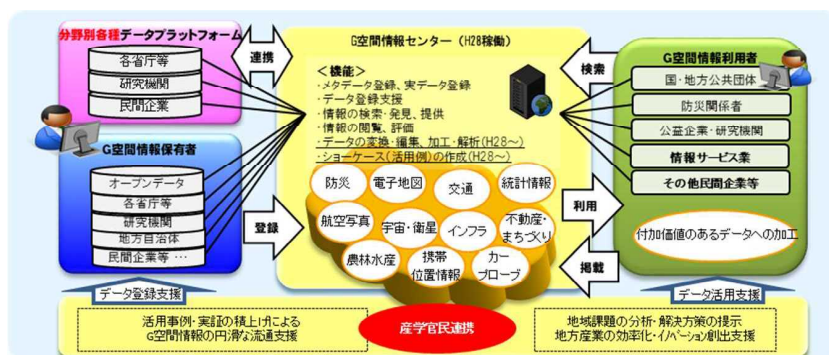 分野別各種データプラットフォーム
各省庁等
研究機関
民間企業
連携
G空間情報保有者
オープンデータ
各省庁等
研究機関
地方自治体
民間企業等 …
登録
データ登録支援
G空間情報センター（H28稼働）
＜機能＞
・メタデータ登録、実データ登録
・データ登録支援
・情報の検索・発見、提供
・情報の閲覧、評価
・データの変換・編集、加工・解析（H28～）
・ショーケース（活用例）の作成（H28～）
防災
電子地図
交通
統計情報
航空写真
宇宙・衛星
インフラ
不動産・
まちづくり
農林水産
携帯
位置情報
カー
プローブ
検索
利用
掲載
G空間情報利用者
国・地方公共団体
防災関係者
公益企業・研究機関
情報サービス業
その他民間企業等
付加価値のあるデータへの加工
データ活用支援
活用事例・実証の積上げによる
G空間情報の円滑な流通支援
産学官民連携
地域課題の分析・解決方策の提示
地方産業の効率化・イノベーション創出支援